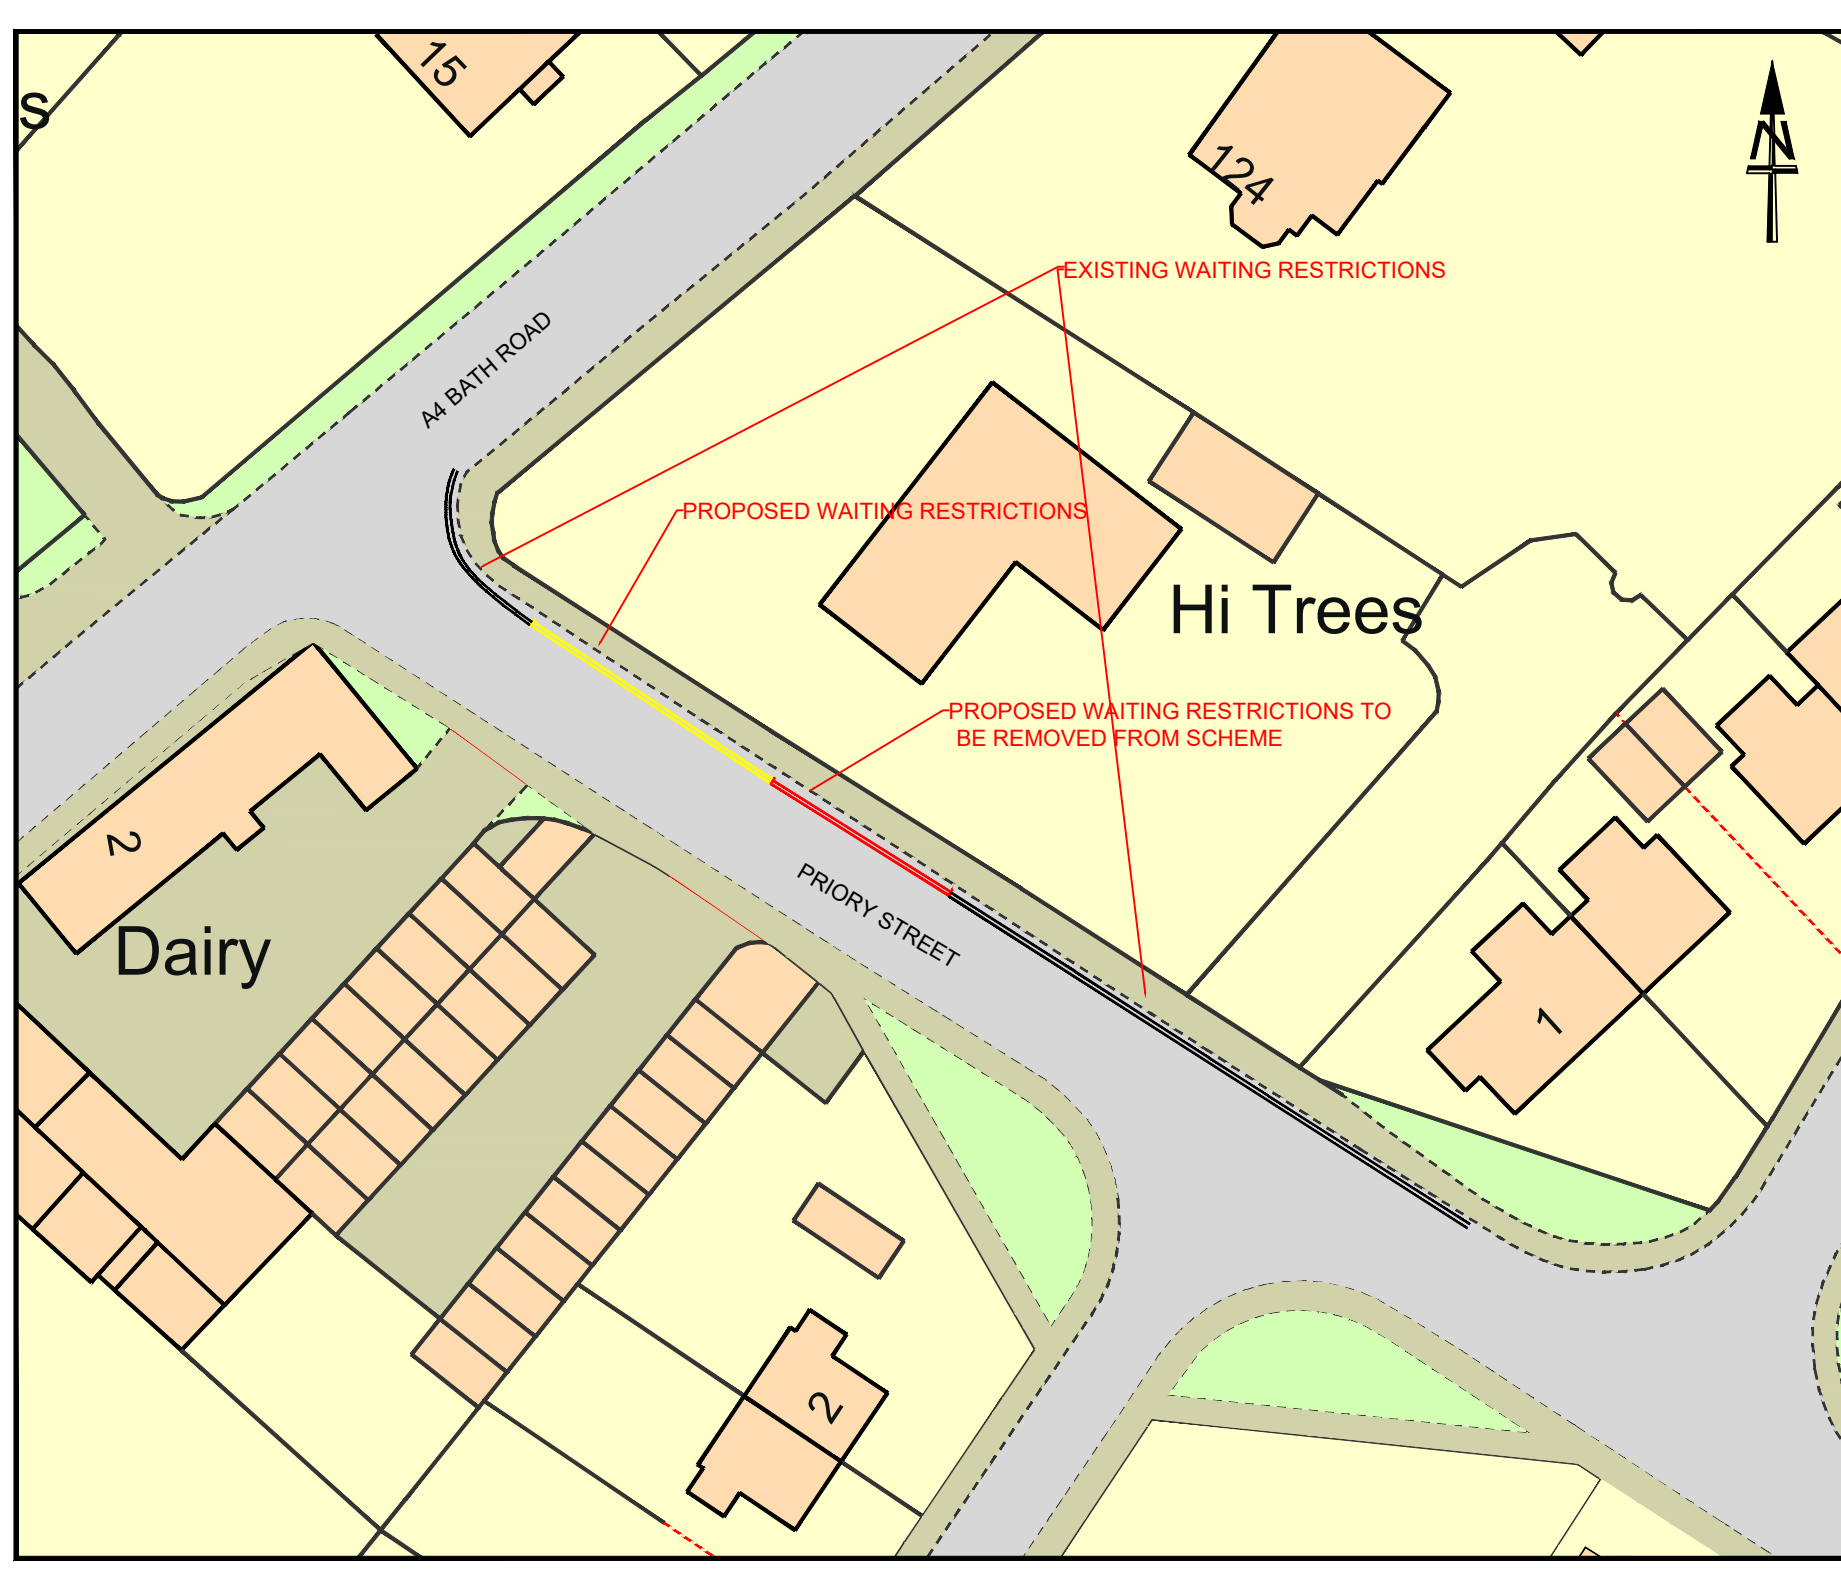 15
s
124
N
EXISTING WAITING RESTRICTIONS
A4 BATH ROAD
PROPOSED WAITING RESTRICTIONS
Hi Trees
PROPOSED WAITING RESTRICTIONS TO
BE REMOVED FROM SCHEME
2
PRIORY STREET
Dairy
1
2